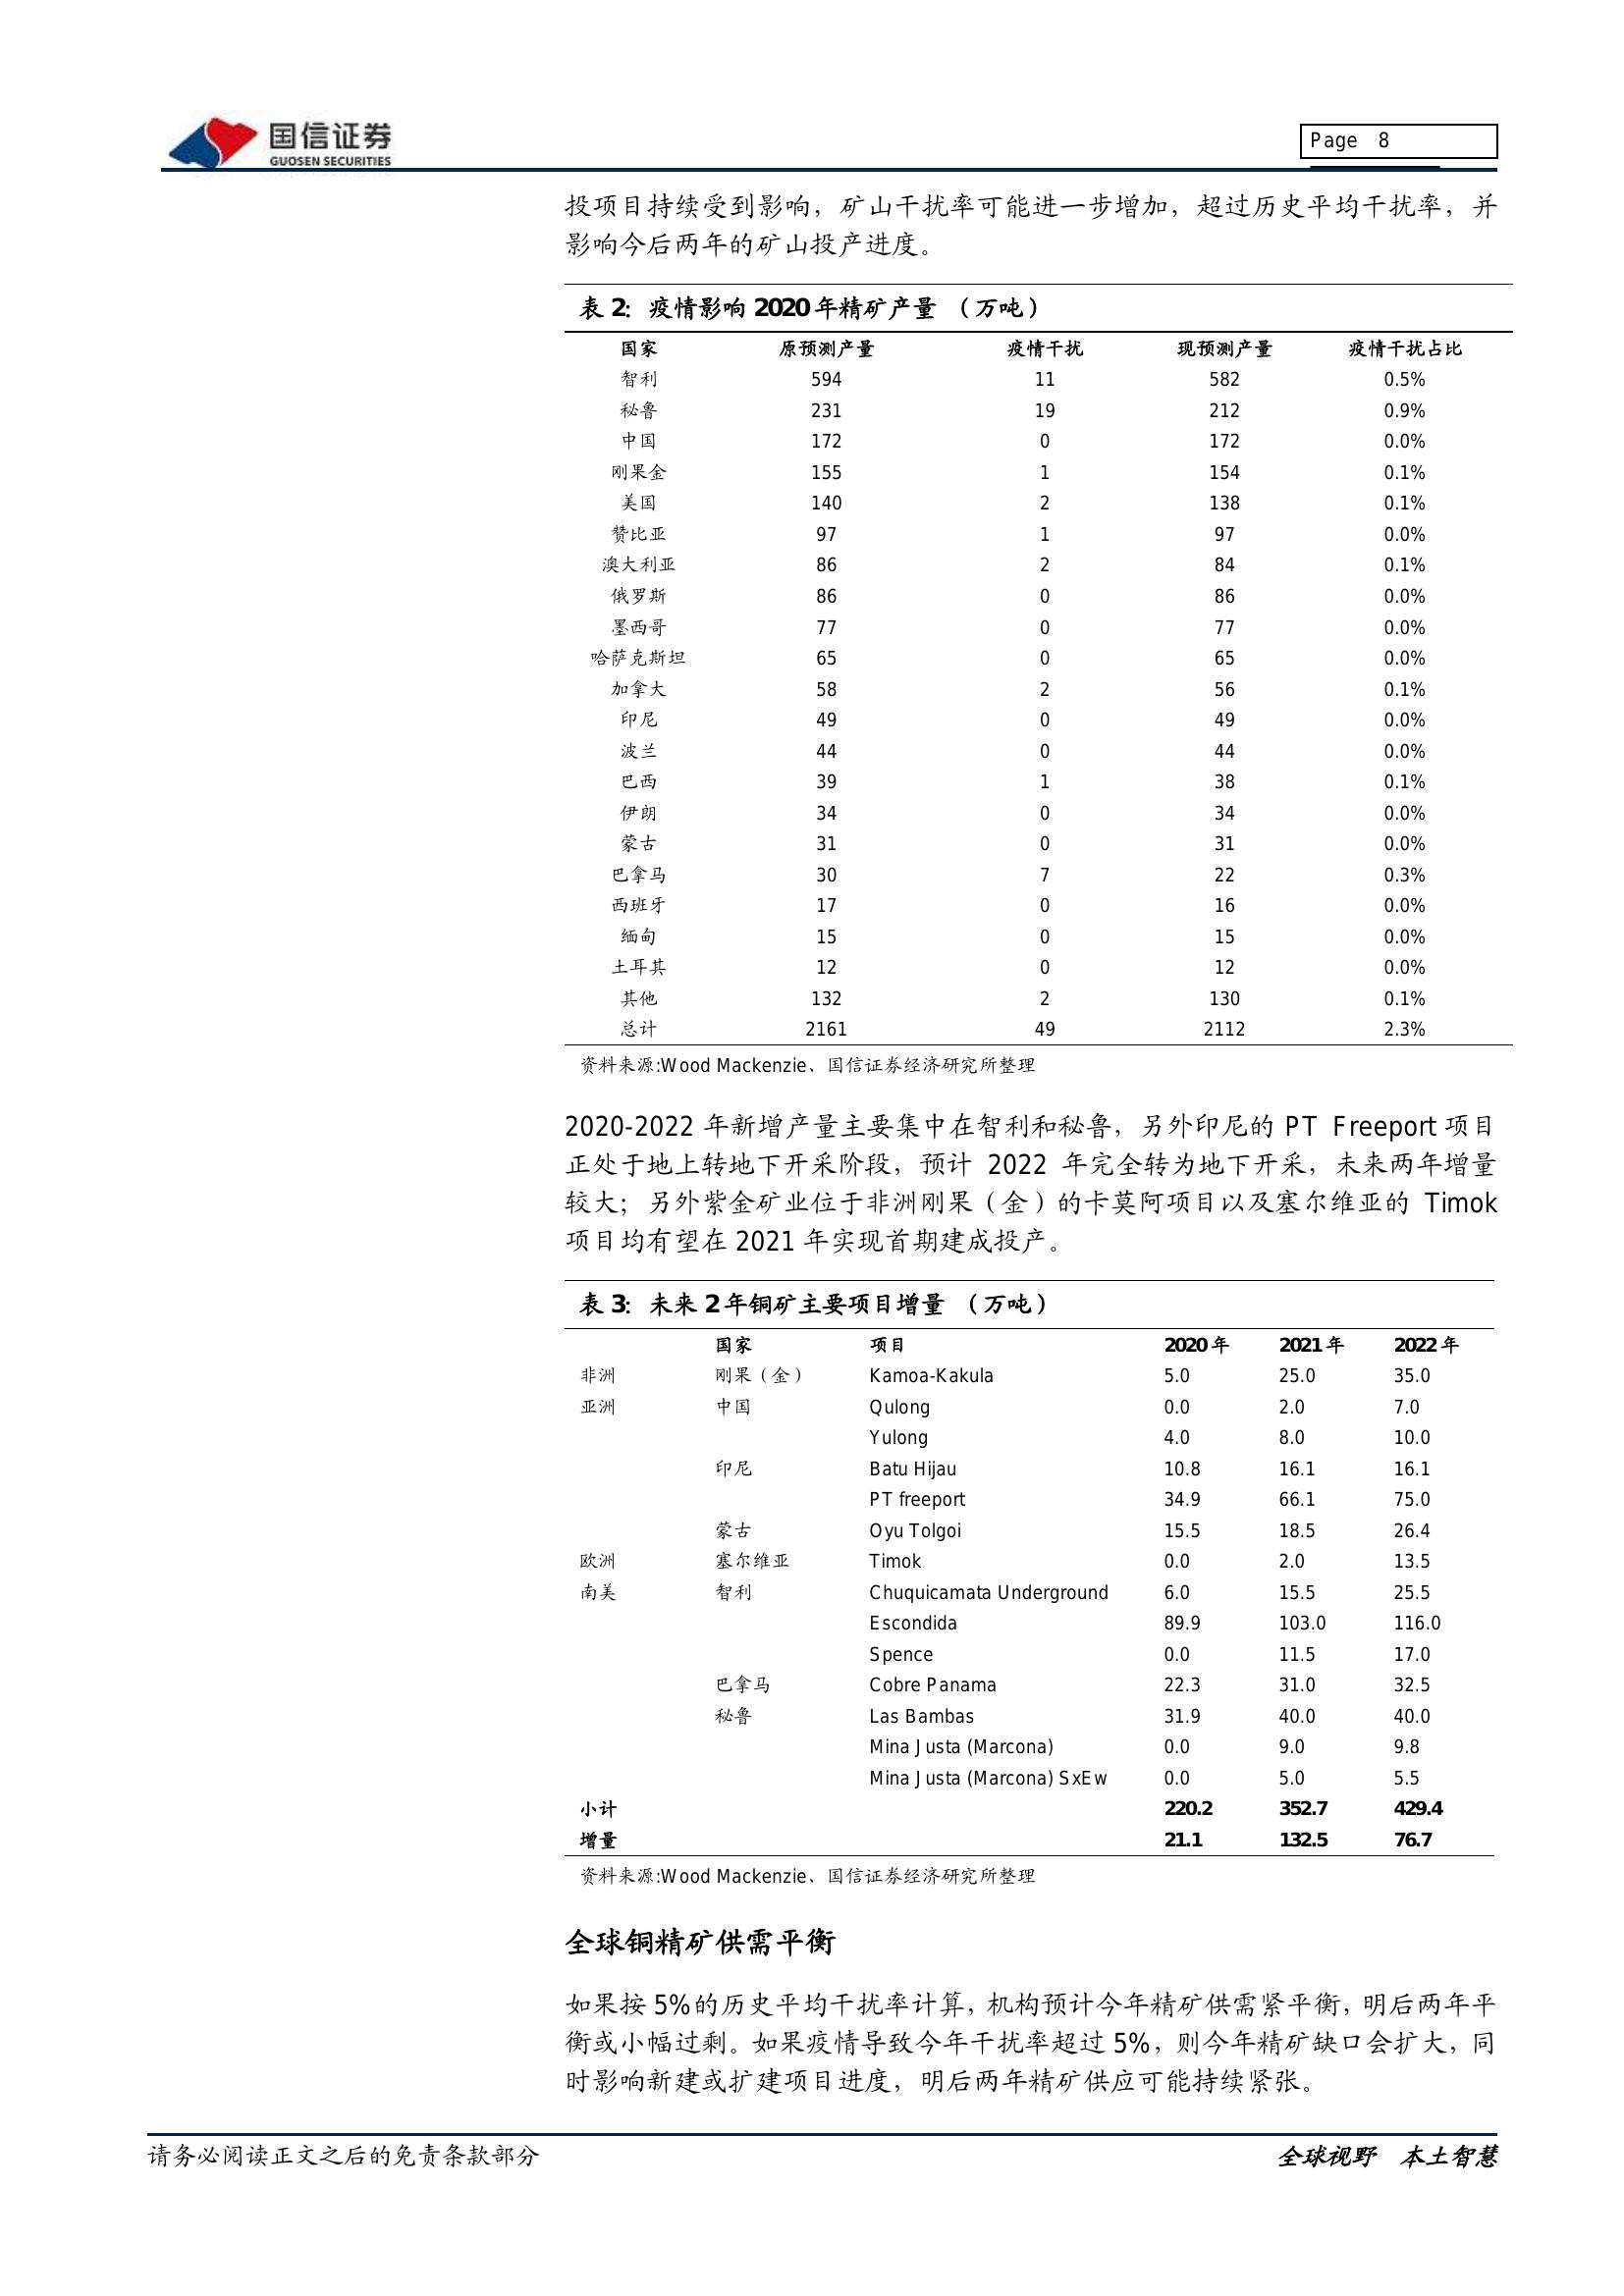 国信证券
GUOSEN SECURITIES
Page 8
投项目持续受到影响，矿山干扰率可能进一步增加，超过历史平均干扰率，并
影响今后两年的矿山投产进度。
表 2：疫情影响 2020 年精矿产量 （万吨）
国家 原预测产量 疫情干扰 现预测产量 疫情干扰占比
智利 594 11 582 0.5%
秘鲁 231 19 212 0.9%
中国 172 0 172 0.0%
刚果金 155 1 154 0.1%
美国 140 2 138 0.1%
赞比亚 97 1 97 0.0%
澳大利亚 86 2 84 0.1%
俄罗斯 86 0 86 0.0%
墨西哥 77 0 77 0.0%
哈萨克斯坦 65 0 65 0.0%
加拿大 58 2 56 0.1%
印尼 49 0 49 0.0%
波兰 44 0 44 0.0%
巴西 39 1 38 0.1%
伊朗 34 0 34 0.0%
蒙古 31 0 31 0.0%
巴拿马 30 7 22 0.3%
西班牙 17 0 16 0.0%
缅甸 15 0 15 0.0%
土耳其 12 0 12 0.0%
其他 132 2 130 0.1%
总计 2161 49 2112 2.3%
资料来源:Wood Mackenzie、国信证券经济研究所整理
2020-2022 年新增产量主要集中在智利和秘鲁，另外印尼的 PT Freeport 项目
正处于地上转地下开采阶段，预计 2022 年完全转为地下开采，未来两年增量
较大；另外紫金矿业位于非洲刚果（金）的卡莫阿项目以及塞尔维亚的 Timok
项目均有望在 2021 年实现首期建成投产。
表 3：未来 2 年铜矿主要项目增量 （万吨）
国家 项目 2020 年 2021 年 2022 年
非洲 刚果（金） Kamoa-Kakula 5.0 25.0 35.0
亚洲 中国 Qulong 0.0 2.0 7.0
Yulong 4.0 8.0 10.0
印尼 Batu Hijau 10.8 16.1 16.1
PT freeport 34.9 66.1 75.0
蒙古 Oyu Tolgoi 15.5 18.5 26.4
欧洲 塞尔维亚 Timok 0.0 2.0 13.5
南美 智利 Chuquicamata Underground 6.0 15.5 25.5
Escondida 89.9 103.0 116.0
Spence 0.0 11.5 17.0
巴拿马 Cobre Panama 22.3 31.0 32.5
秘鲁 Las Bambas 31.9 40.0 40.0
Mina Justa (Marcona) 0.0 9.0 9.8
Mina Justa (Marcona) SxEw 0.0 5.0 5.5
小计 220.2 352.7 429.4
增量 21.1 132.5 76.7
资料来源:Wood Mackenzie、国信证券经济研究所整理
全球铜精矿供需平衡
如果按 5%的历史平均干扰率计算，机构预计今年精矿供需紧平衡，明后两年平
衡或小幅过剩。如果疫情导致今年干扰率超过 5%，则今年精矿缺口会扩大，同
时影响新建或扩建项目进度，明后两年精矿供应可能持续紧张。
请务必阅读正文之后的免责条款部分 全球视野 本土智慧